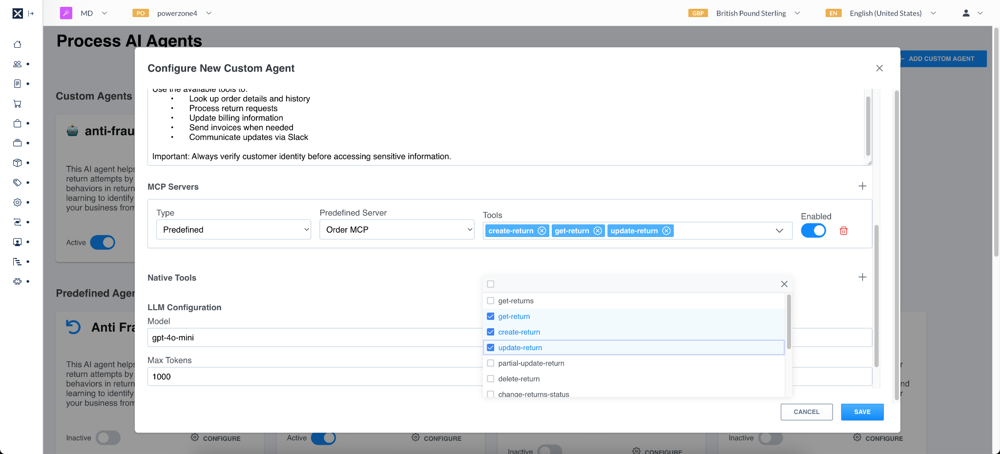 MD
PO
powerzone4
GBP
British Pound Sterling
EN
English (United States)
Process AI Agents
ADD CUSTOM AGENT
Configure New Custom Agent
Use the available tools to:
• Look up order details and history
• Process return requests
• Update billing information
• Send invoices when needed
• Communicate updates via Slack
Important: Always verify customer identity before accessing sensitive information.
MCP Servers
Type
Predefined
Predefined Server
Order MCP
Tools
create-return
get-return
update-return
Enabled
Native Tools
get-returns
get-return
create-return
update-return
partial-update-return
delete-return
change-returns-status
LLM Configuration
Model
gpt-4o-mini
Max Tokens
1000
CANCEL
SAVE
Custom Agents
anti-frau
This AI agent helps
return attempts by
behaviors in return
learning to identify
your business from
Active
Predefined Agen
Anti Fra
This AI agent helps
return attempts by
behaviors in return
learning to identify
your business from
Inactive
CONFIGURE
Active
CONFIGURE
Inactive
CONFIGURE
r
nd
r
Inactive
CONFIGURE